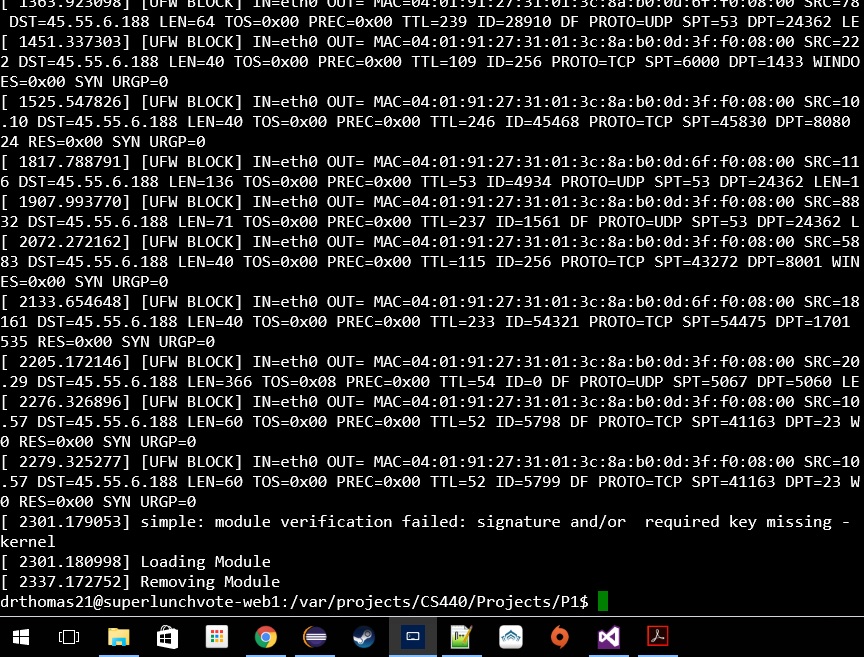 [ 1363.923098] [UFW BLOCK] IN=eth0 OUT= MAC=04:01:91:27:31:01:3c:8a:b0:0d:3f:f0:08:00 SRC=78
 DST=45.55.6.188 LEN=64 TOS=0x00 PREC=0x00 TTL=239 ID=28910 DF PROTO=UDP SPT=53 DPT=24362 LE
[ 1451.337303] [UFW BLOCK] IN=eth0 OUT= MAC=04:01:91:27:31:01:3c:8a:b0:0d:3f:f0:08:00 SRC=22
2 DST=45.55.6.188 LEN=40 TOS=0x00 PREC=0x00 TTL=109 ID=256 PROTO=TCP SPT=6000 DPT=1433 WINDO
ES=0x00 SYN URGP=0
[ 1525.547826] [UFW BLOCK] IN=eth0 OUT= MAC=04:01:91:27:31:01:3c:8a:b0:0d:6f:f0:08:00 SRC=10
.10 DST=45.55.6.188 LEN=40 TOS=0x00 PREC=0x00 TTL=246 ID=45468 PROTO=TCP SPT=45830 DPT=8080
24 RES=0x00 SYN URGP=0
[ 1817.788791] [UFW BLOCK] IN=eth0 OUT= MAC=04:01:91:27:31:01:3c:8a:b0:0d:3f:f0:08:00 SRC=11
6 DST=45.55.6.188 LEN=136 TOS=0x00 PREC=0x00 TTL=53 ID=4934 PROTO=UDP SPT=53 DPT=24362 LEN=1
[ 1907.993770] [UFW BLOCK] IN=eth0 OUT= MAC=04:01:91:27:31:01:3c:8a:b0:0d:3f:f0:08:00 SRC=88
32 DST=45.55.6.188 LEN=71 TOS=0x00 PREC=0x00 TTL=237 ID=1561 DF PROTO=UDP SPT=53 DPT=24362 L
[ 2072.272162] [UFW BLOCK] IN=eth0 OUT= MAC=04:01:91:27:31:01:3c:8a:b0:0d:6f:f0:08:00 SRC=58
83 DST=45.55.6.188 LEN=40 TOS=0x00 PREC=0x00 TTL=115 ID=256 PROTO=TCP SPT=43272 DPT=8001 WIN
ES=0x00 SYN URGP=0
[ 2133.654648] [UFW BLOCK] IN=eth0 OUT= MAC=04:01:91:27:31:01:3c:8a:b0:0d:3f:f0:08:00 SRC=18
161 DST=45.55.6.188 LEN=40 TOS=0x00 PREC=0x00 TTL=233 ID=54321 PROTO=TCP SPT=54475 DPT=1701
535 RES=0x00 SYN URGP=0
[ 2205.172146] [UFW BLOCK] IN=eth0 OUT= MAC=04:01:91:27:31:01:3c:8a:b0:0d:6f:f0:08:00 SRC=20
.29 DST=45.55.6.188 LEN=366 TOS=0x08 PREC=0x00 TTL=54 ID=0 DF PROTO=UDP SPT=5067 DPT=5060 LE
[ 2276.326896] [UFW BLOCK] IN=eth0 OUT= MAC=04:01:91:27:31:01:3c:8a:b0:0d:3f:f0:08:00 SRC=10
.57 DST=45.55.6.188 LEN=60 TOS=0x00 PREC=0x00 TTL=52 ID=5798 DF PROTO=TCP SPT=41163 DPT=23 W
0 RES=0x00 SYN URGP=0
[ 2279.325277] [UFW BLOCK] IN=eth0 OUT= MAC=04:01:91:27:31:01:3c:8a:b0:0d:3f:f0:08:00 SRC=10
.57 DST=45.55.6.188 LEN=60 TOS=0x00 PREC=0x00 TTL=52 ID=5799 DF PROTO=TCP SPT=41163 DPT=23 W
0 RES=0x00 SYN URGP=0
[ 2301.179053] simple: module verification failed: signature and/or  required key missing -
kernel
[ 2301.180998] Loading Module
[ 2337.172752] Removing Module
drthomas21@superlunchvote-web1:/var/projects/CS440/Projects/P1$